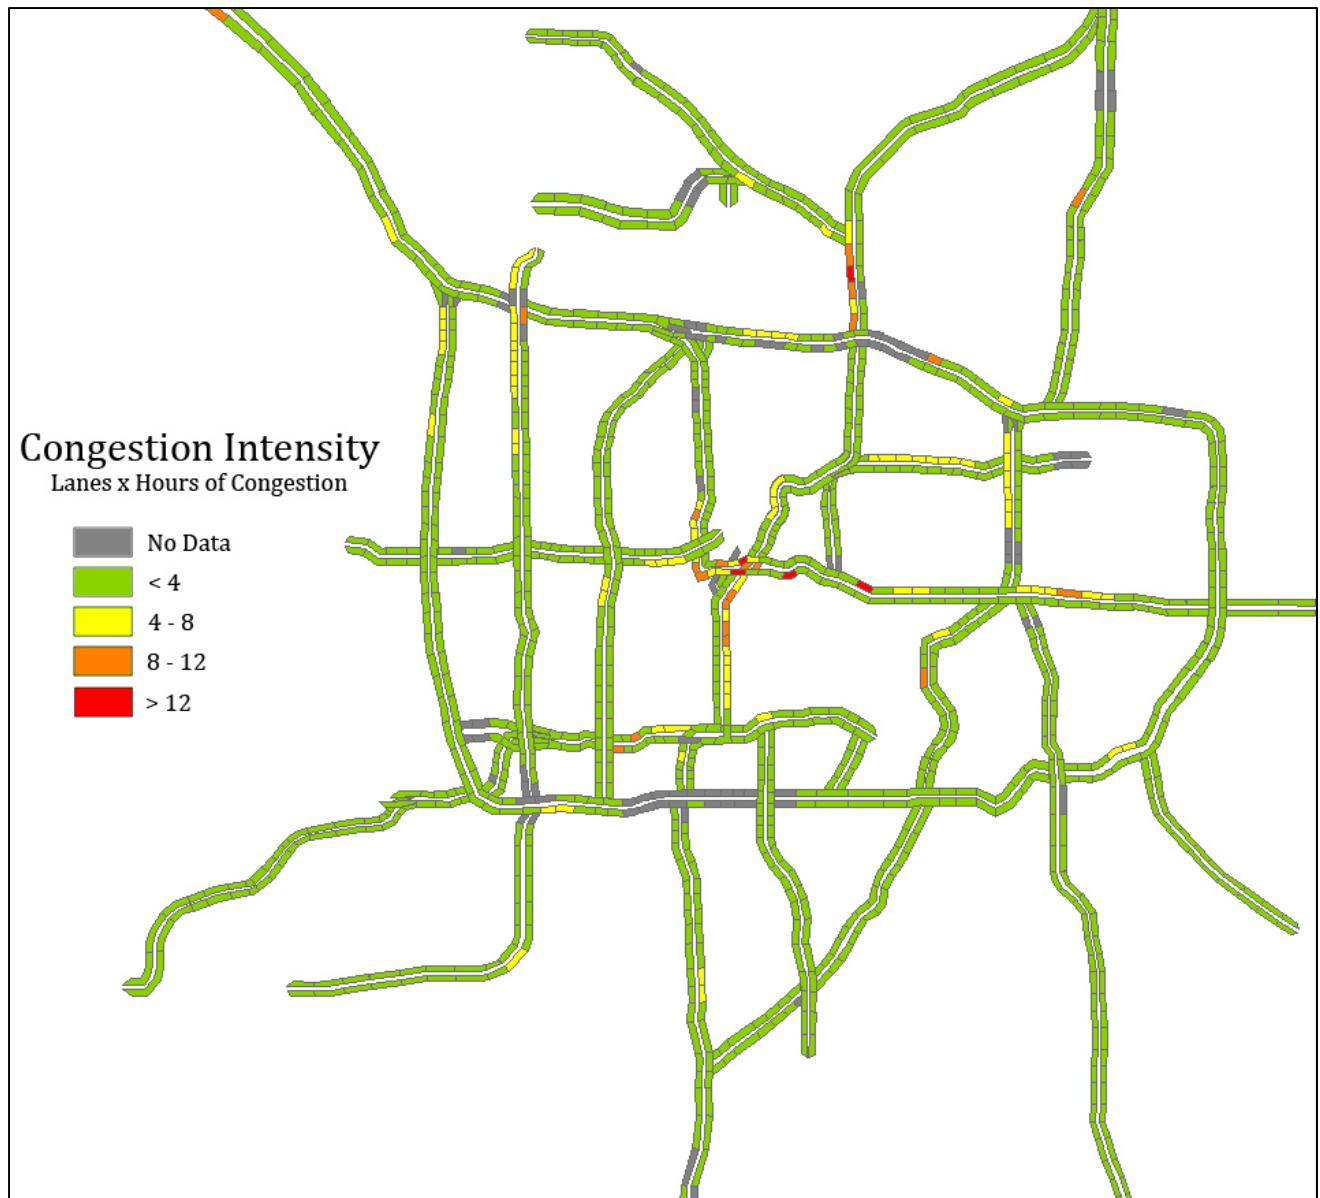 Congestion Intensity
Lanes x Hours of Congestion
No Data
< 4
4 - 8
8 - 12
> 12